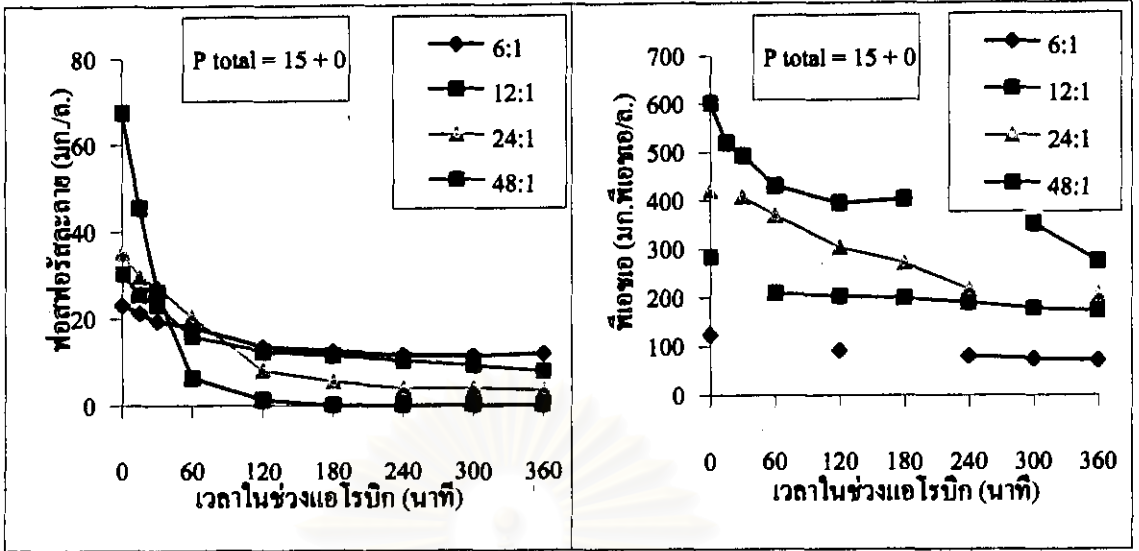 P total = 15 + 0
6:1
12:1
24:1
48:1
80
60
40
20
0
ฟอสฟอรัสละลาย (มก./ล.)
0 60 120 180 240 300 360
เวลาในช่วงแอโรบิก (นาที)
P total = 15 + 0
6:1
12:1
24:1
48:1
700
600
500
400
300
200
100
0
พีเอชเอ (มก.พีเอชเอ/ล.)
0 60 120 180 240 300 360
เวลาในช่วงแอโรบิก (นาที)